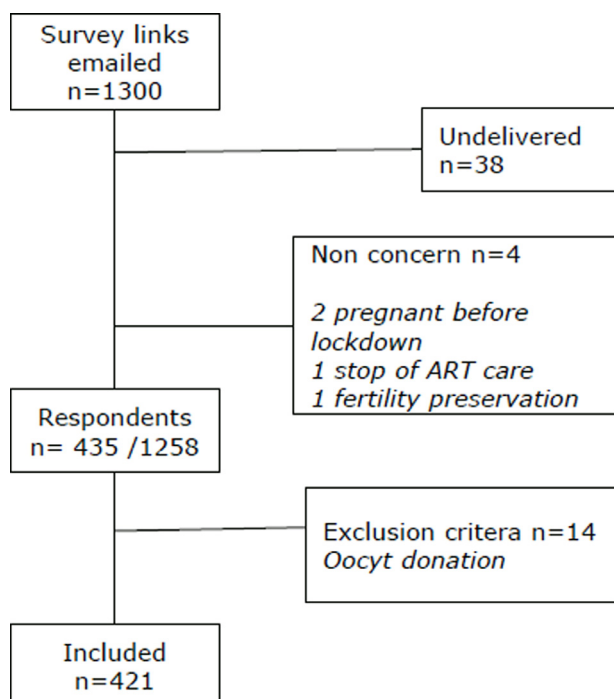 Survey links
emailed
n=1300
Undelivered
n=38
Non concern n=4
2 pregnant before
lockdown
1 stop of ART care
1 fertility preservation
Respondents
n= 435 /1258
Exclusion critera n=14
Oocyt donation
Included
n=421